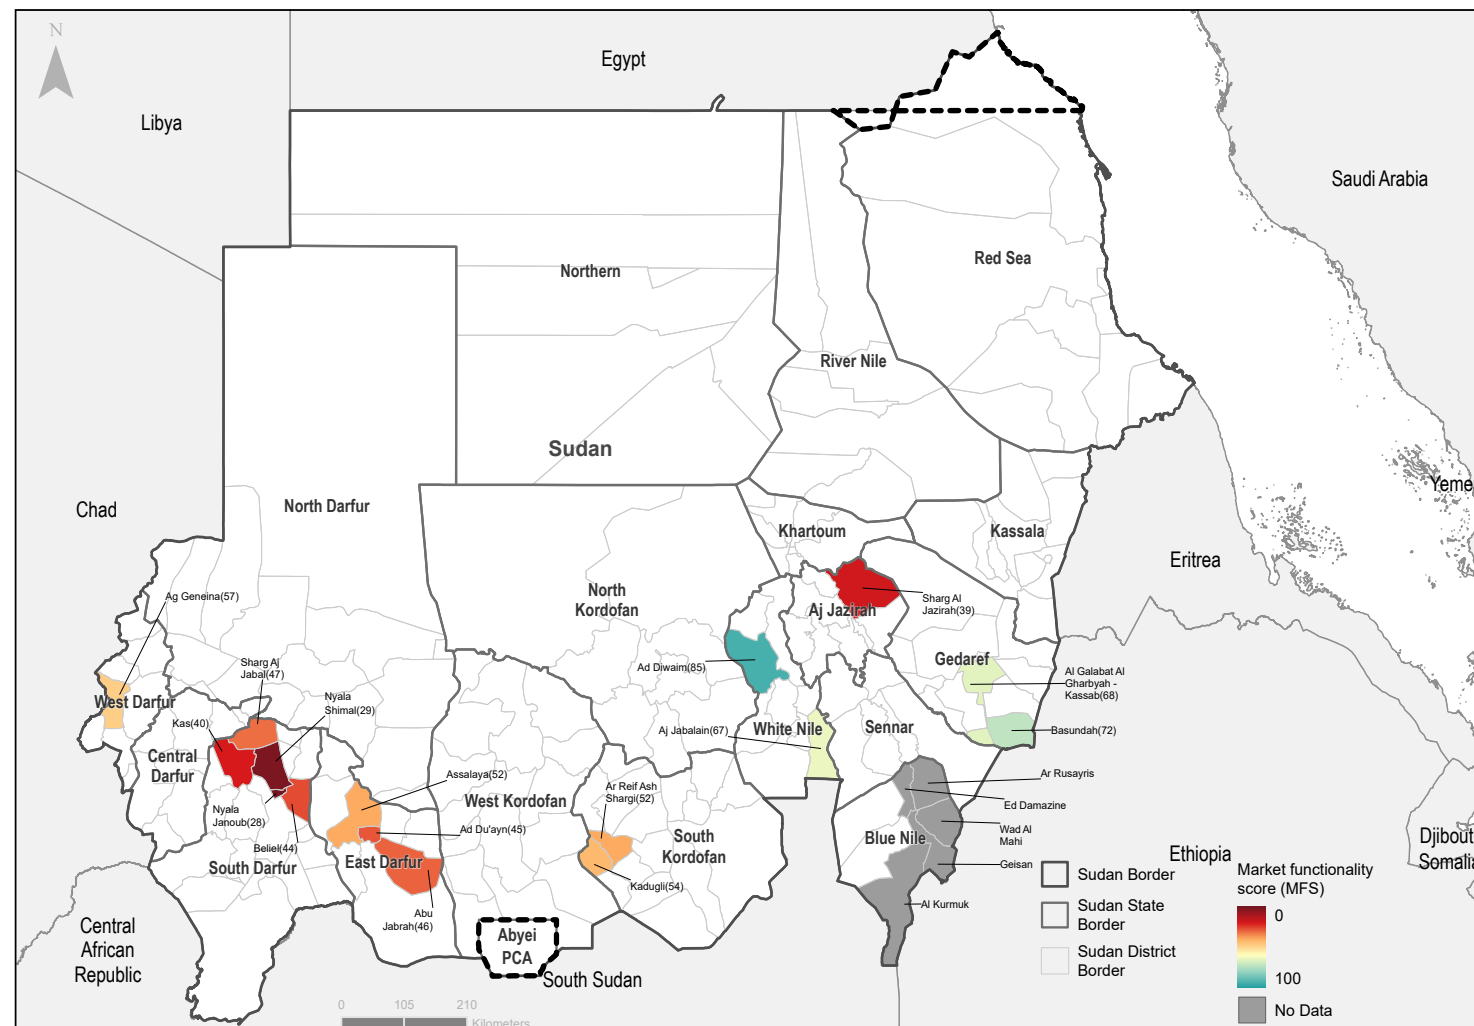 N
Egypt
Libya
Saudi Arabia
Red Sea
Northern
River Nile
Sudan
Yeme
Chad
North Darfur
Khartoum
Kassala
Eritrea
Ag Geneina(57)
North
Kordofan
Sharg Al
Jazirah(39)
Aj Jazirah
Sharg Aj
Jabal(47)
Ad Diwaim(85)
Gedaref
Al Galabat Al
Gharbyah -
Kassab(68)
Nyala
Shimal(29)
West Darfur
Kas(40)
Aj Jabalain(67)
White Nile
Sennar
Basundah(72)
Central
Darfur
Assalaya(52)
Ar Reif Ash
Shargi(52)
Ar Rusayris
West Kordofan
Ed Damazine
Nyala
Janoub(28)
Ad Du'ayn(45)
Wad Al
Mahi
Beliel(44)
East Darfur
South
Kordofan
Blue Nile
Geisan
Ethiopia
Djibout
Somalia
South Darfur
Kadugli(54)
Al Kurmuk
Abu
Jabrah(46)
Central
African
Republic
Abyei
PCA
South Sudan
Sudan Border
Sudan State
Border
Sudan District
Border
Market functionality
score (MFS)
0
100
No Data
0 105 210
Kilometers